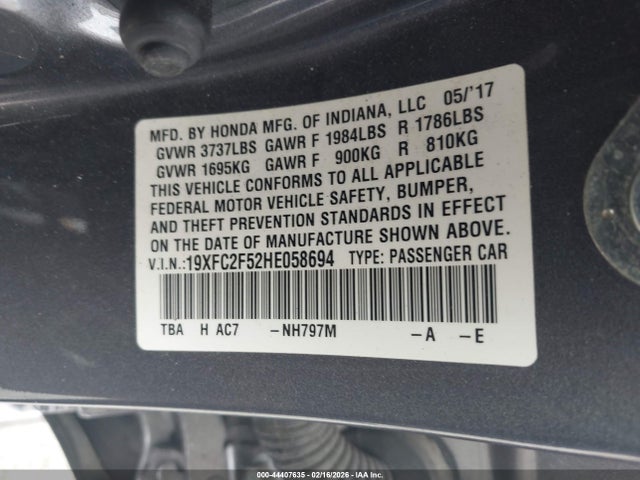 MFD. BY HONDA MFG. OF INDIANA, LLC 05/'17
GVWR 3737LBS GAWR F 1984LBS R 1786LBS
GVWR 1695KG GAWR F 900KG R 810KG
THIS VEHICLE CONFORMS TO ALL APPLICABLE
FEDERAL MOTOR VEHICLE SAFETY, BUMPER,
AND THEFT PREVENTION STANDARDS IN EFFECT
ON THE DATE OF MANUFACTURE SHOWN ABOVE.
V.I.N.:19XFC2F52HE058694 TYPE: PASSENGER CAR
TBA H AC7 -NH797M -A -E
000-44407635 - 02/16/2026 - IAA Inc.